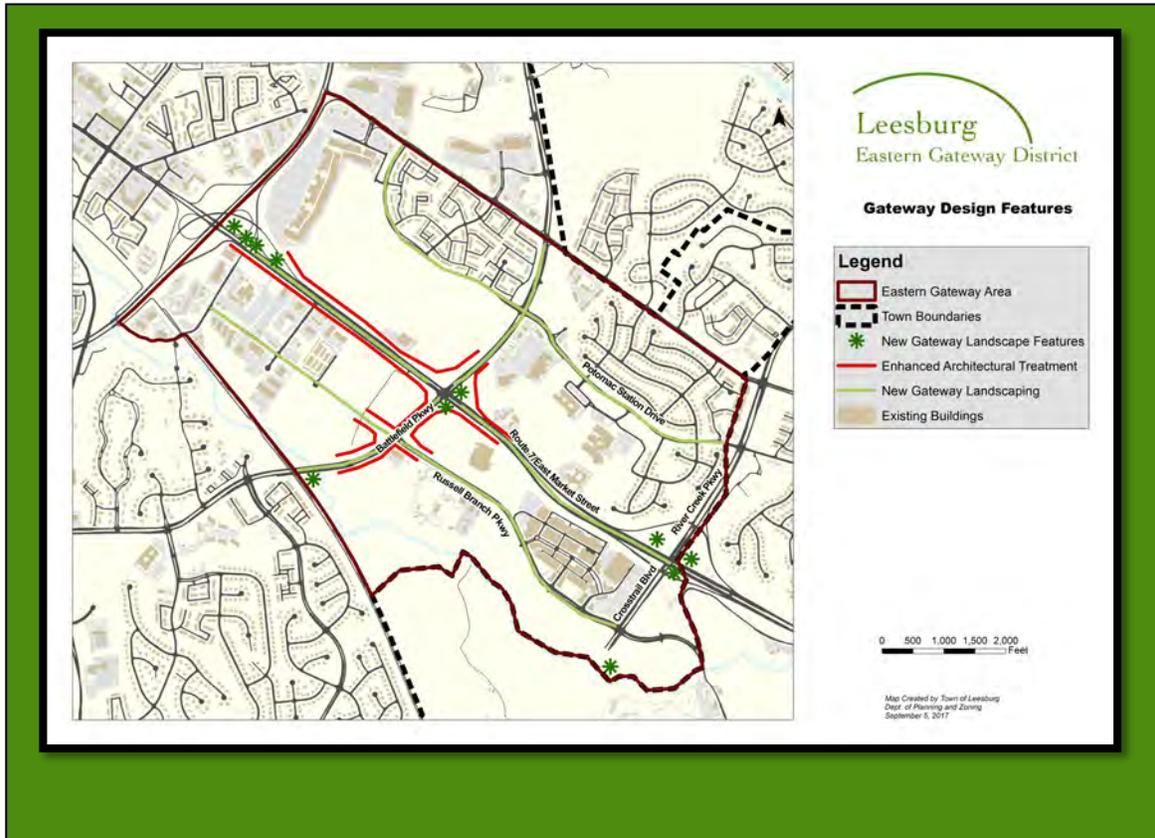 Leesburg
Eastern Gateway District
Gateway Design Features
Legend
Eastern Gateway Area
Town Boundaries
New Gateway Landscape Features
Enhanced Architectural Treatment
New Gateway Landscaping
Existing Buildings
Potomac Station Drive
Battlefield Pkwy
Route 7/East Market Street
Russell Branch Pkwy
River Creek Pkwy
Crosstrail Blvd
0 500 1,000 1,500 2,000
Feet
Map Created by Town of Leesburg
Dept. of Planning and Zoning
September 5, 2017